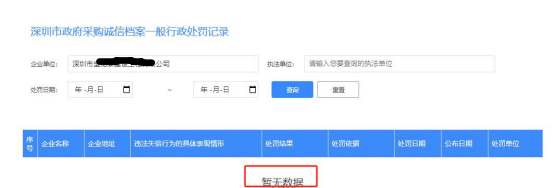 深圳市政府采购诚信档案一般行政处罚记录
企业单位： 深圳市 公司 执法单位： 请输入您要查询的执法单位
处罚日期： 年-月-日 ~ 年-月-日 查询 重置
序号 企业名称 企业地址 违法失信行为的具体表现情形 处罚结果 处罚依据 处罚日期 公布日期 处罚单位
暂无数据